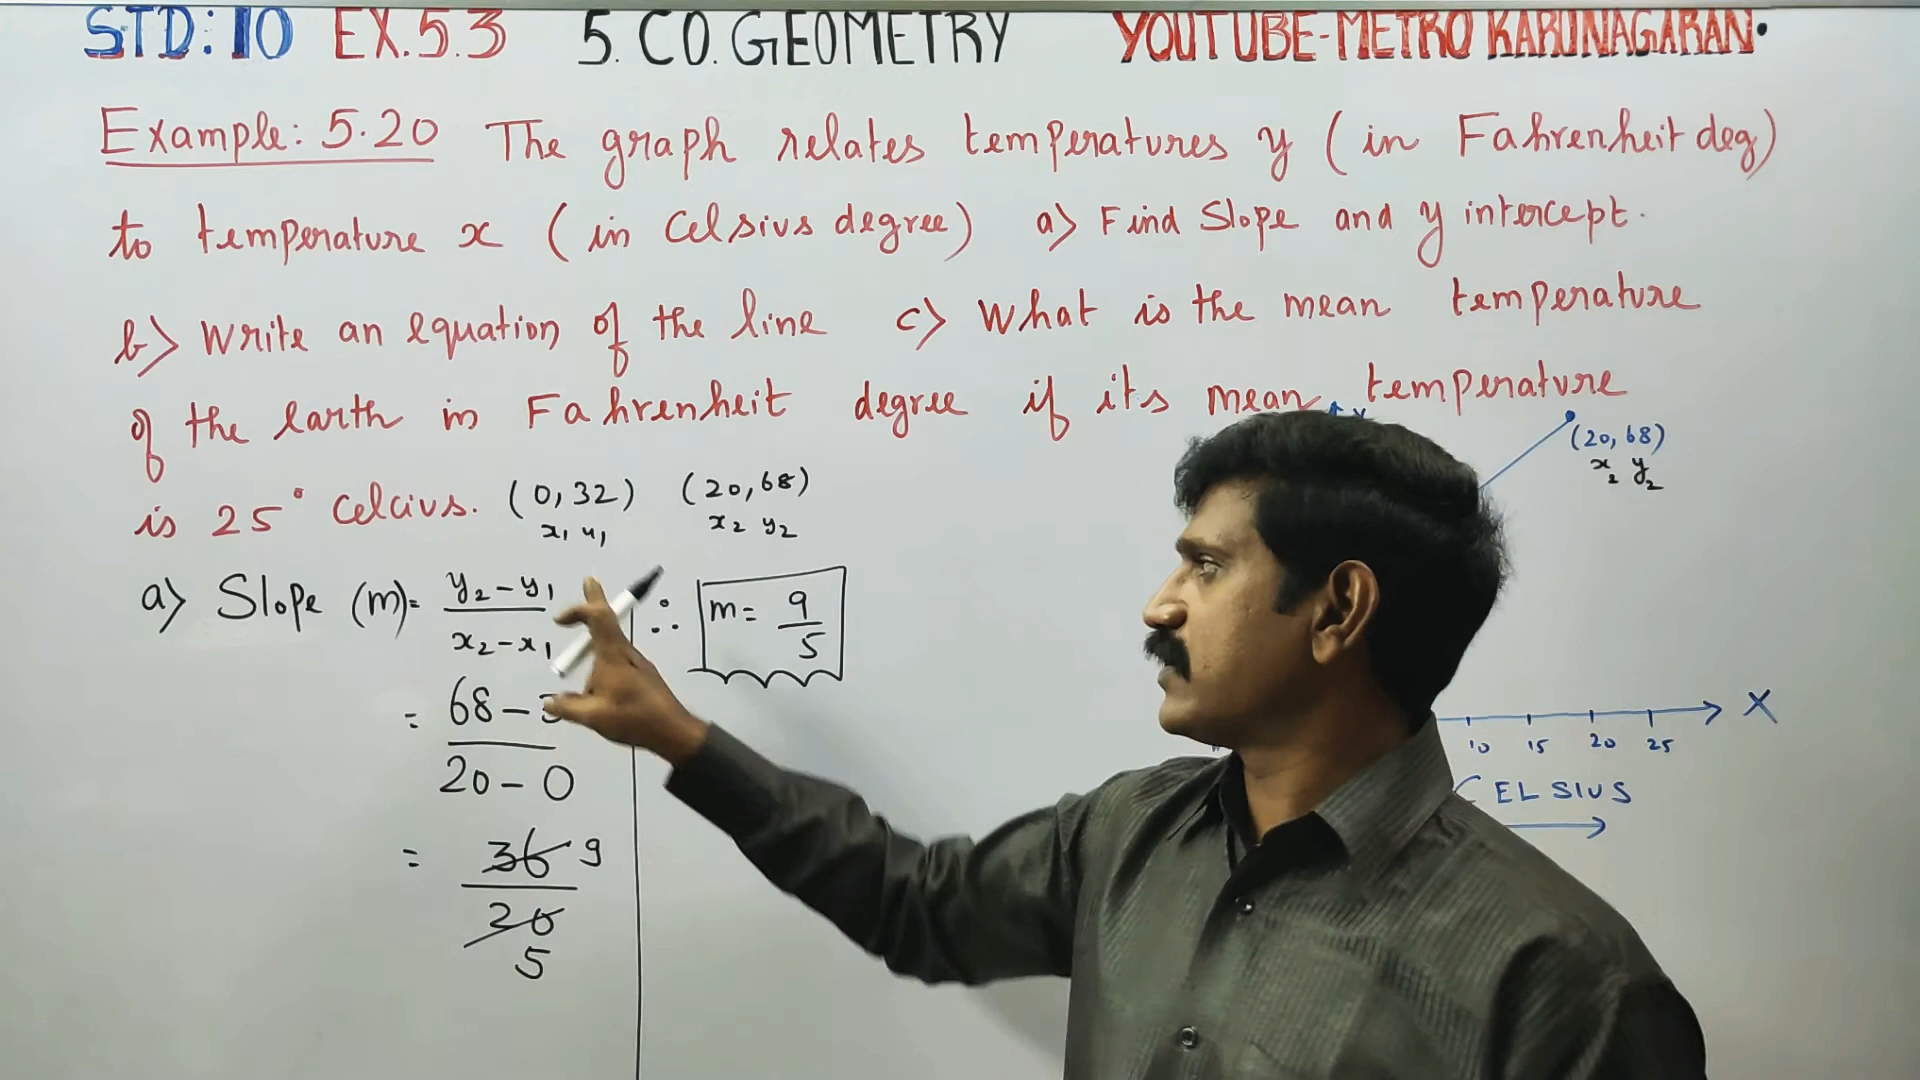 STD: 10 EX.5.3 5. CO. GEOMETRY YOUTUBE-METRO KARUNAGARAN.
Example: 5.20 The graph relates temperatures y (in Fahrenheit deg)
to temperature x (in Celsius degree) a) Find Slope and y intercept.
b) Write an equation of the line c) What is the mean temperature
of the earth in Fahrenheit degree if its mean temperature
is 25° Celcius. (0,32) (20,68)
x1 y1 x2 y2
(20,68)
x2 y2
a) Slope (m) = y2-y1 / x2-x1
∴ m = 9/5
= 68 - 3
20 - 0
= 36 9
20
5
X
10 15 20 25
CELSIUS